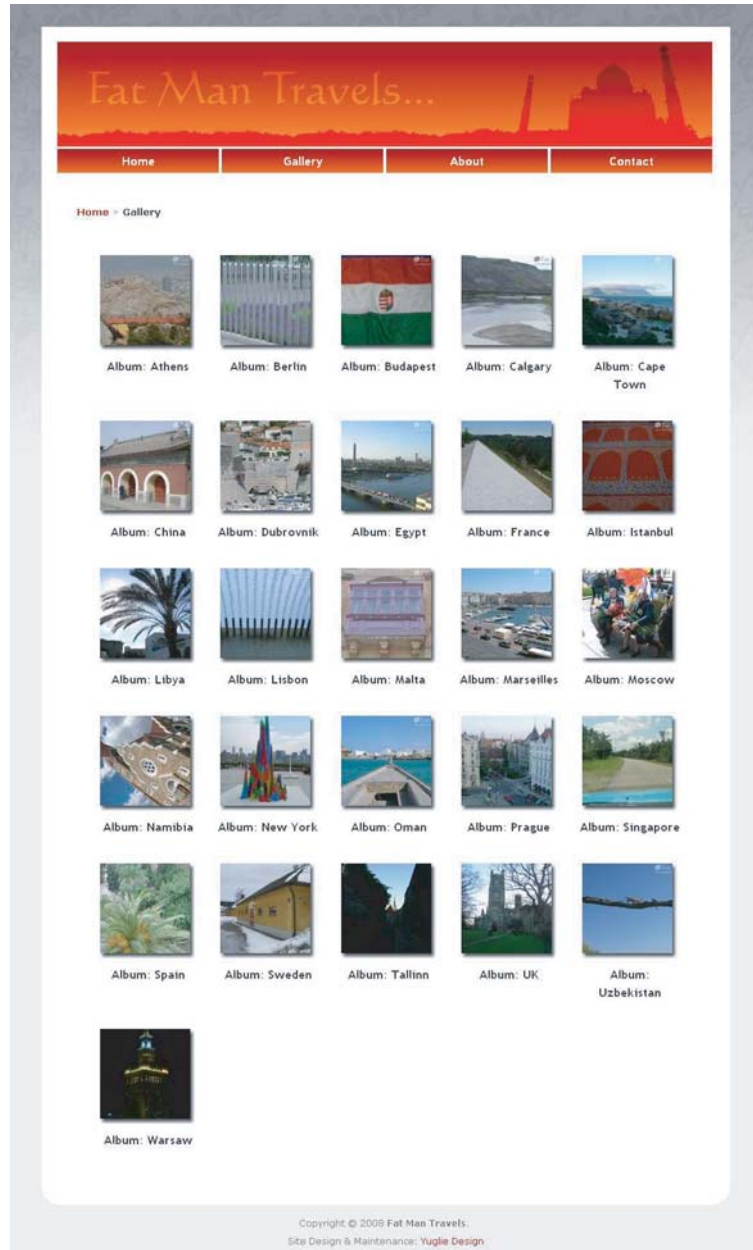 Fat Man Travels...
Home Gallery About Contact
Home » Gallery
Album: Athens Album: Berlin Album: Budapest Album: Calgary Album: Cape
Town
Album: China Album: Dubrovnik Album: Egypt Album: France Album: Istanbul
Album: Libya Album: Lisbon Album: Malta Album: Marseilles Album: Moscow
Album: Namibia Album: New York Album: Oman Album: Prague Album: Singapore
Album: Spain Album: Sweden Album: Tallinn Album: UK Album:
Uzbekistan
Album: Warsaw
Copyright © 2008 Fat Man Travels.
Site Design & Maintenance: Yuglie Design